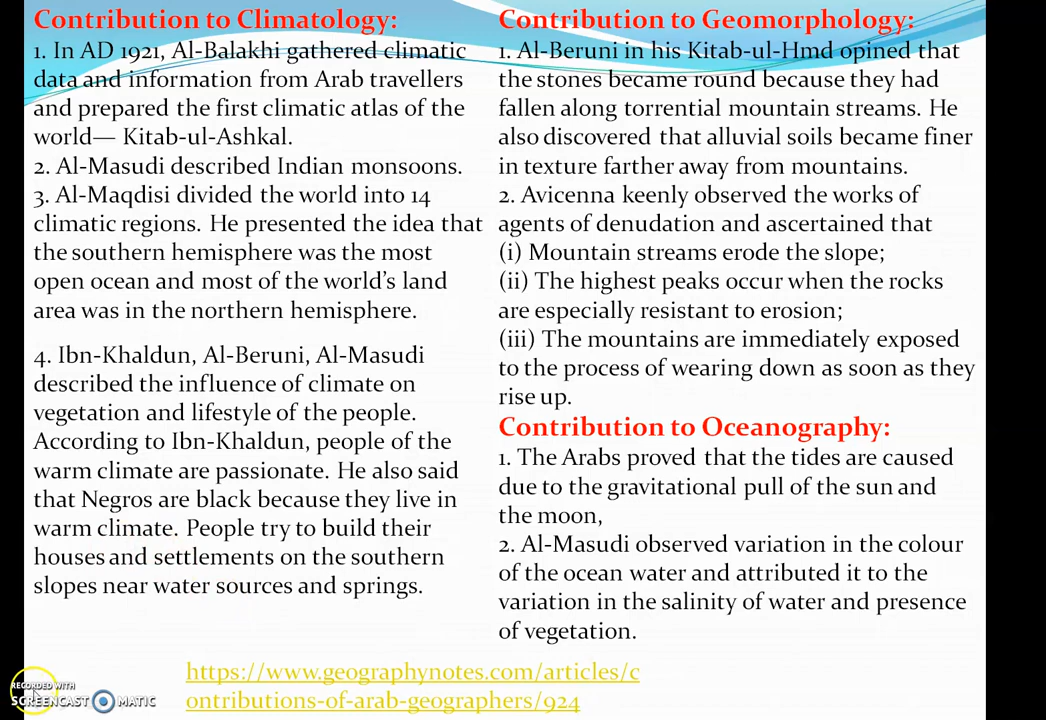 Contribution to Climatology:
1. In AD 1921, Al-Balakhi gathered climatic
data and information from Arab travellers
and prepared the first climatic atlas of the
world— Kitab-ul-Ashkal.
2. Al-Masudi described Indian monsoons.
3. Al-Maqdisi divided the world into 14
climatic regions. He presented the idea that
the southern hemisphere was the most
open ocean and most of the world's land
area was in the northern hemisphere.
4. Ibn-Khaldun, Al-Beruni, Al-Masudi
described the influence of climate on
vegetation and lifestyle of the people.
According to Ibn-Khaldun, people of the
warm climate are passionate. He also said
that Negros are black because they live in
warm climate. People try to build their
houses and settlements on the southern
slopes near water sources and springs.
Contribution to Geomorphology:
1. Al-Beruni in his Kitab-ul-Hmd opined that
the stones became round because they had
fallen along torrential mountain streams. He
also discovered that alluvial soils became finer
in texture farther away from mountains.
2. Avicenna keenly observed the works of
agents of denudation and ascertained that
(i) Mountain streams erode the slope;
(ii) The highest peaks occur when the rocks
are especially resistant to erosion;
(iii) The mountains are immediately exposed
to the process of wearing down as soon as they
rise up.
Contribution to Oceanography:
1. The Arabs proved that the tides are caused
due to the gravitational pull of the sun and
the moon,
2. Al-Masudi observed variation in the colour
of the ocean water and attributed it to the
variation in the salinity of water and presence
of vegetation.
https://www.geographynotes.com/articles/c
ontributions-of-arab-geographers/924
RECORDED WITH
SCREENCAST MATIC